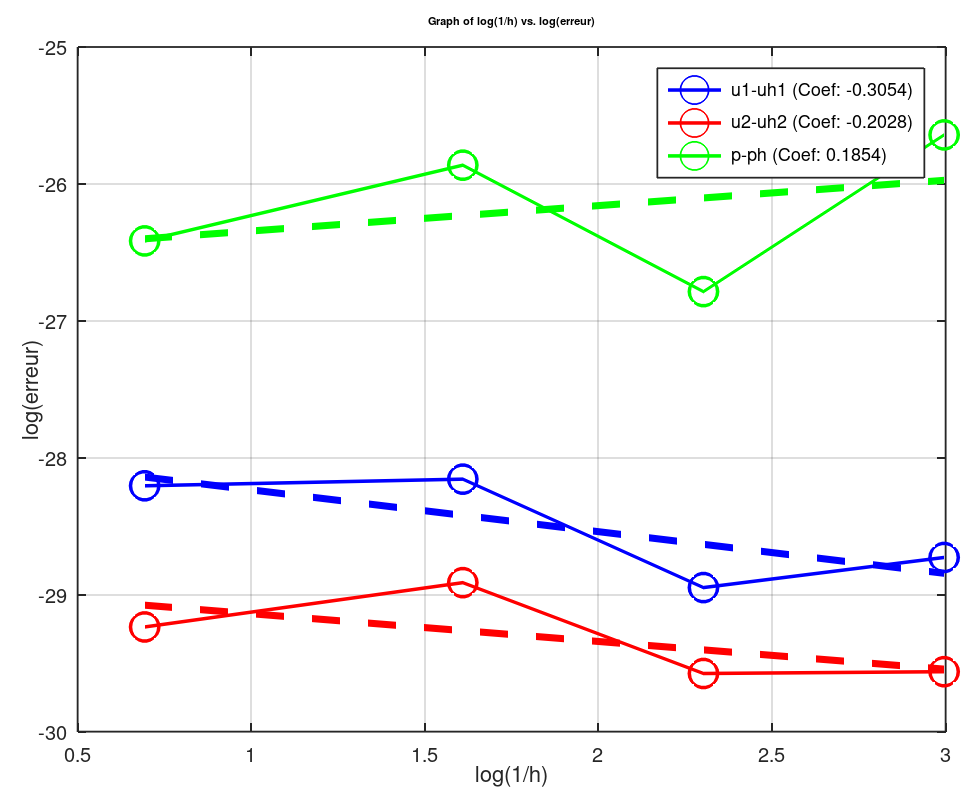 Graph of log(1/h) vs. log(erreur)
-25
-26
-27
-28
-29
-30
log(erreur)
u1-uh1 (Coef: -0.3054)
u2-uh2 (Coef: -0.2028)
p-ph (Coef: 0.1854)
0.5
1
1.5
2
2.5
3
log(1/h)